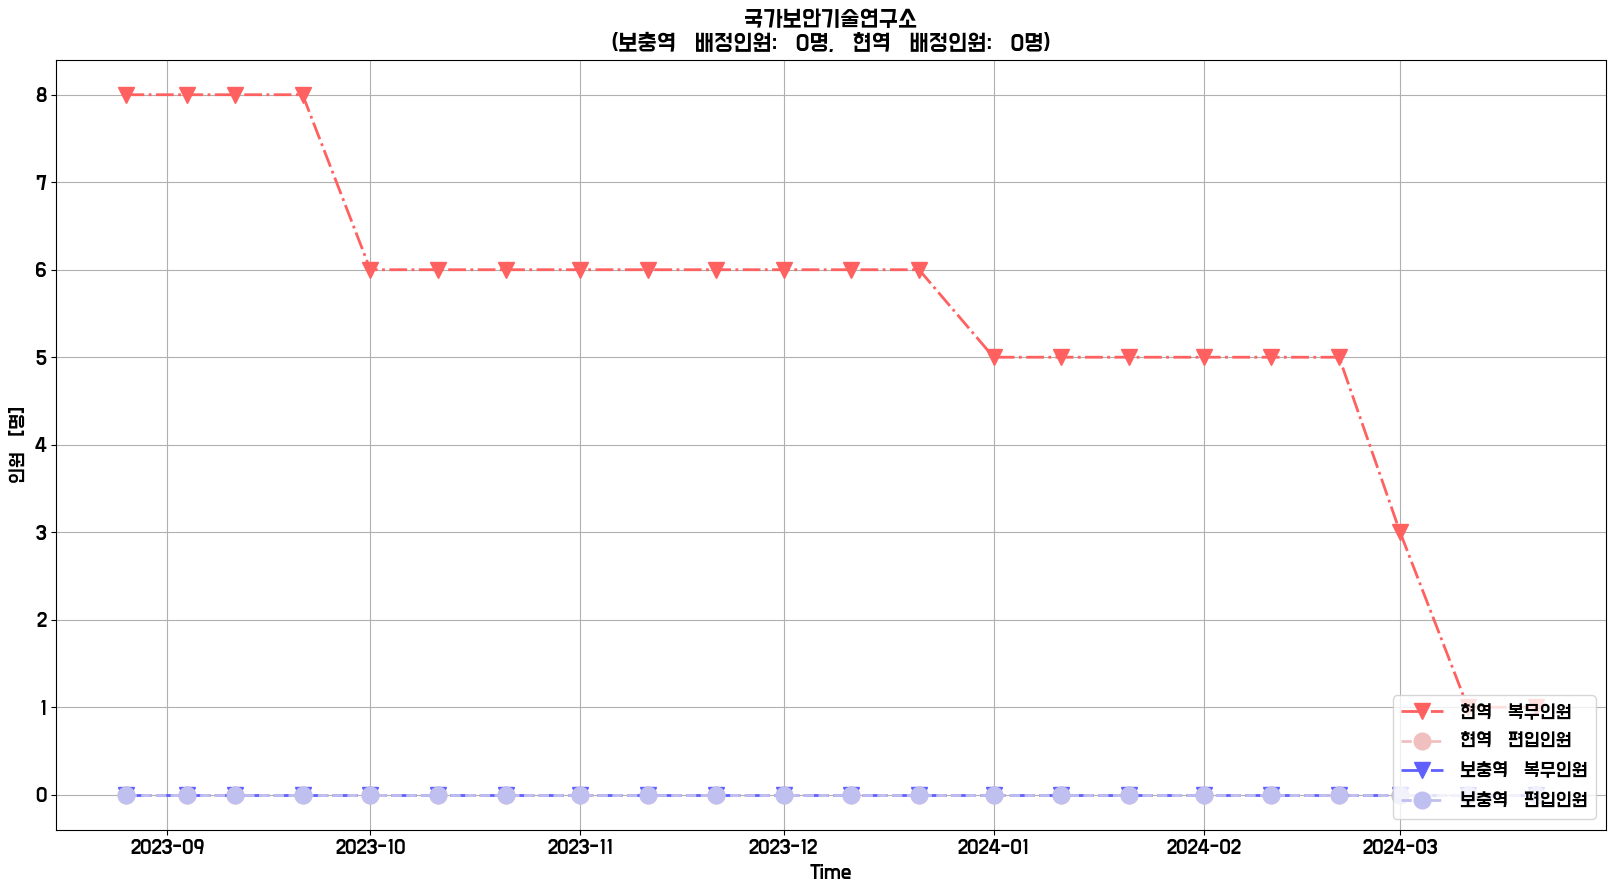 국가보안기술연구소
(보충역 배정인원: 0명, 현역 배정인원: 0명)
인원 [명]
8
7
6
5
4
3
2
1
0
현역 복무인원
현역 편입인원
보충역 복무인원
보충역 편입인원
2023-09 2023-10 2023-11 2023-12 2024-01 2024-02 2024-03
Time